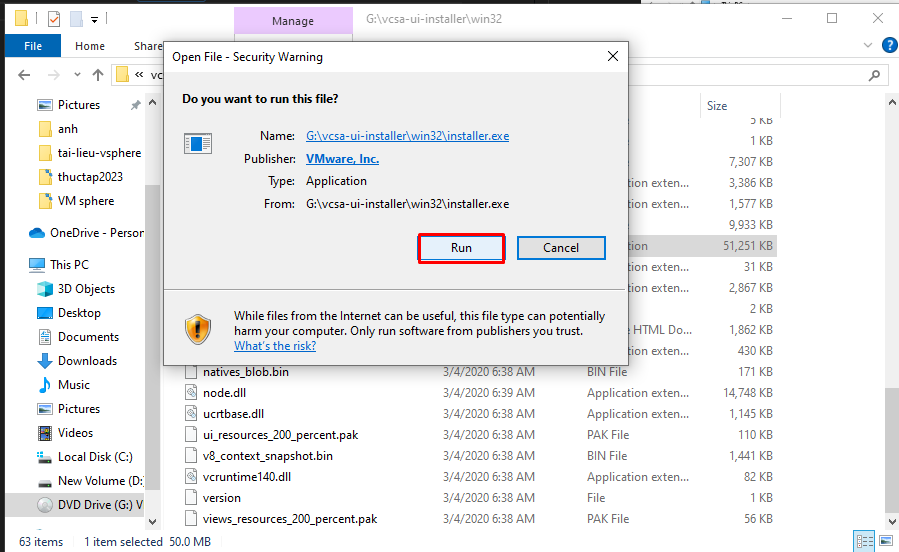 Manage
G:\vcsa-ui-installer\win32
File
Home
Share
« vc
Open File - Security Warning
Do you want to run this file?
Name: G:\vcsa-ui-installer\win32\installer.exe
Publisher: VMware, Inc.
Type: Application
From: G:\vcsa-ui-installer\win32\installer.exe
Run
Cancel
While files from the Internet can be useful, this file type can potentially
harm your computer. Only run software from publishers you trust.
What's the risk?
Pictures
anh
tai-lieu-vsphere
thuctap2023
VM sphere
OneDrive - Person
This PC
3D Objects
Desktop
Documents
Downloads
Music
Pictures
Videos
Local Disk (C:)
New Volume (D:
DVD Drive (G:) V
Size
5 KB
1 KB
7,307 KB
ation exten... 3,386 KB
ation exten... 1,577 KB
9,933 KB
ation 51,251 KB
ation exten... 31 KB
ation exten... 2,867 KB
2 KB
e HTML Do... 1,862 KB
ation exten... 430 KB
natives_blob.bin 3/4/2020 6:38 AM BIN File 171 KB
node.dll 3/4/2020 6:39 AM Application exten... 14,748 KB
ucrtbase.dll 3/4/2020 6:38 AM Application exten... 1,145 KB
ui_resources_200_percent.pak 3/4/2020 6:38 AM PAK File 110 KB
v8_context_snapshot.bin 3/4/2020 6:38 AM BIN File 1,441 KB
vcruntime140.dll 3/4/2020 6:38 AM Application exten... 82 KB
version 3/4/2020 6:38 AM File 1 KB
views_resources_200_percent.pak 3/4/2020 6:38 AM PAK File 56 KB
63 items
1 item selected 50.0 MB